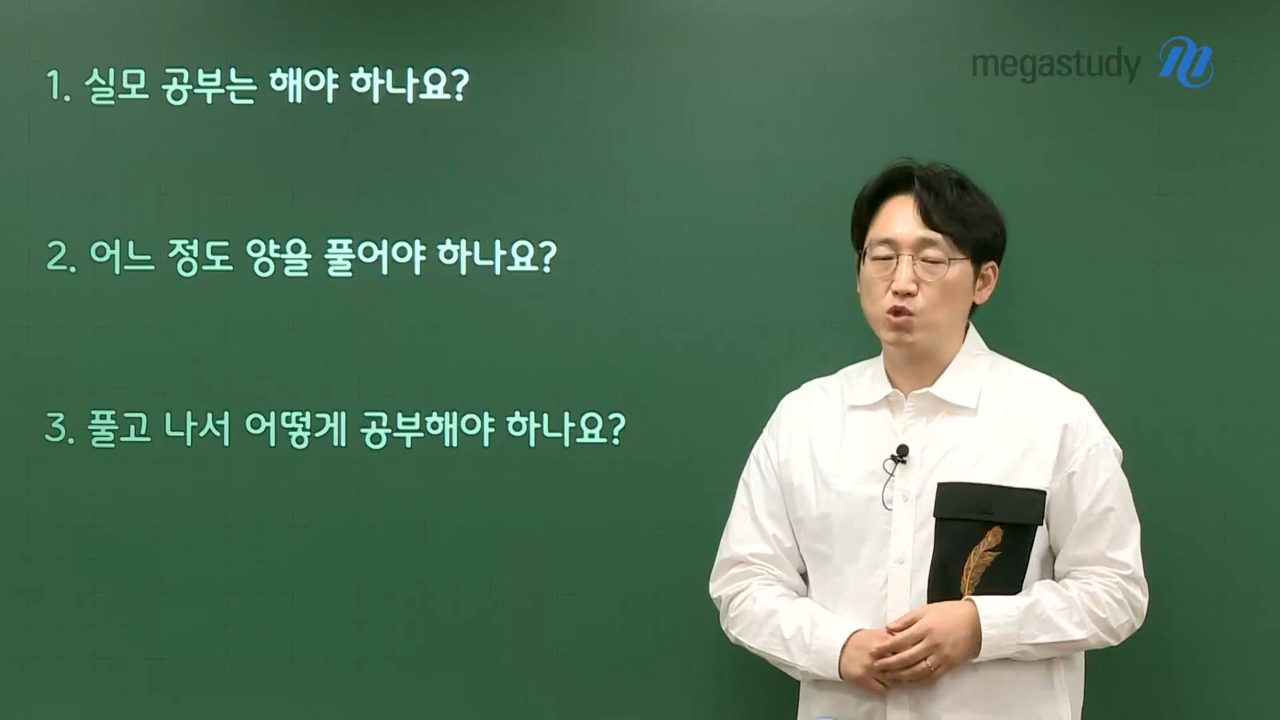 1. 실모 공부는 해야 하나요?
megastudy
2. 어느 정도 양을 풀어야 하나요?
3. 풀고 나서 어떻게 공부해야 하나요?